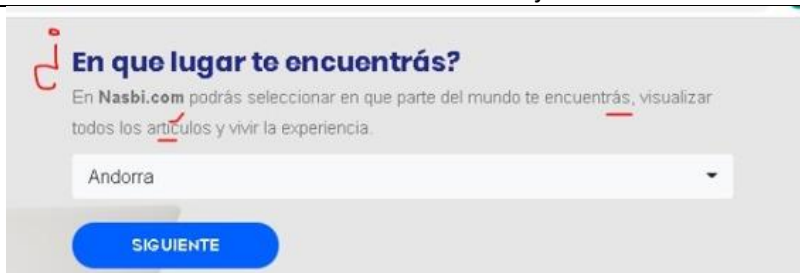 ¿
En que lugar te encuentrás?
En Nasbi.com podrás seleccionar en que parte del mundo te encuentrás, visualizar
todos los artículos y vivir la experiencia.
Andorra
SIGUIENTE